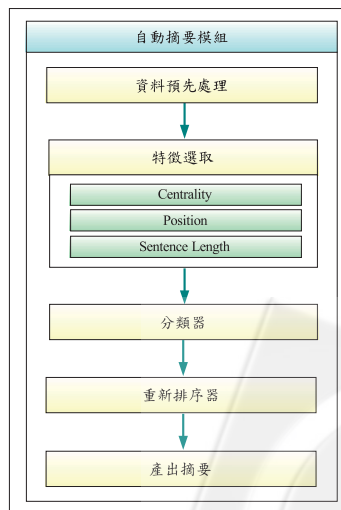 自動摘要模組
資料預先處理
特徵選取
Centrality
Position
Sentence Length
分類器
重新排序器
產出摘要